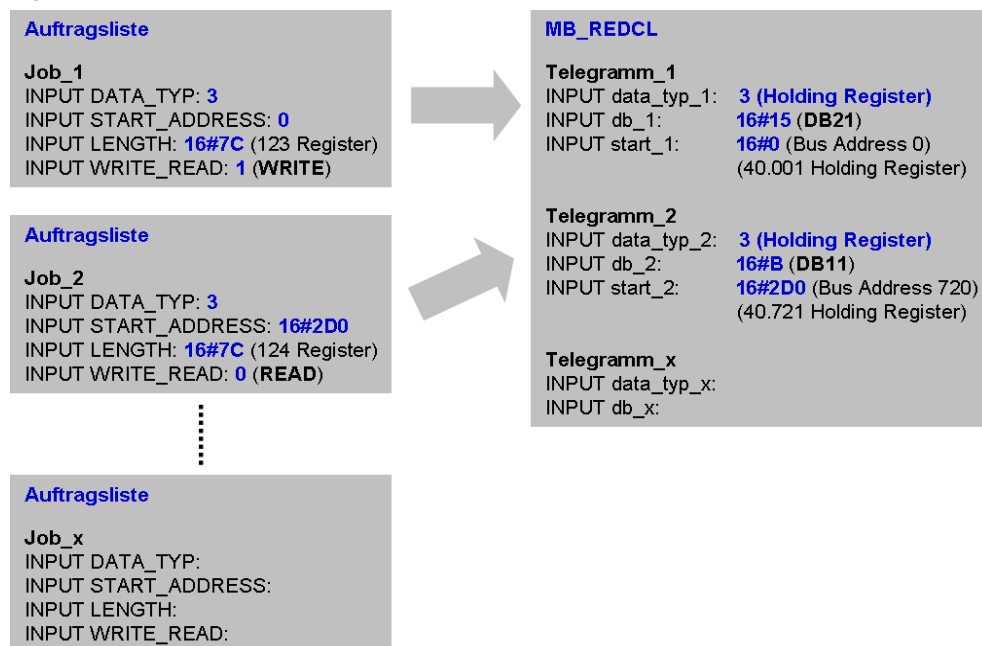 Auftragsliste
Job_1
INPUT DATA_TYP: 3
INPUT START_ADDRESS: 0
INPUT LENGTH: 16#7C (123 Register)
INPUT WRITE_READ: 1 (WRITE)
Auftragsliste
Job_2
INPUT DATA_TYP: 3
INPUT START_ADDRESS: 16#2D0
INPUT LENGTH: 16#7C (124 Register)
INPUT WRITE_READ: 0 (READ)
Auftragsliste
Job_x
INPUT DATA_TYP:
INPUT START_ADDRESS:
INPUT LENGTH:
INPUT WRITE_READ:
MB_REDCL
Telegramm_1
INPUT data_typ_1: 3 (Holding Register)
INPUT db_1: 16#15 (DB21)
INPUT start_1: 16#0 (Bus Address 0)
(40.001 Holding Register)
Telegramm_2
INPUT data_typ_2: 3 (Holding Register)
INPUT db_2: 16#B (DB11)
INPUT start_2: 16#2D0 (Bus Address 720)
(40.721 Holding Register)
Telegramm_x
INPUT data_typ_x:
INPUT db_x: